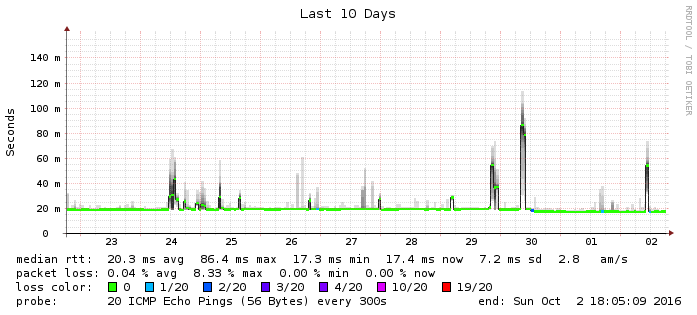 Last 10 Days
RRDTOOL / TOBI OETIKER
Seconds
140 m
120 m
100 m
80 m
60 m
40 m
20 m
0
23 24 25 26 27 28 29 30 01 02
median rtt: 20.3 ms avg 86.4 ms max 17.3 ms min 17.4 ms now 7.2 ms sd 2.8 am/s
packet loss: 0.04 % avg 8.33 % max 0.00 % min 0.00 % now
loss color: 0 1/20 2/20 3/20 4/20 10/20 19/20
probe: 20 ICMP Echo Pings (56 Bytes) every 300s end: Sun Oct 2 18:05:09 2016